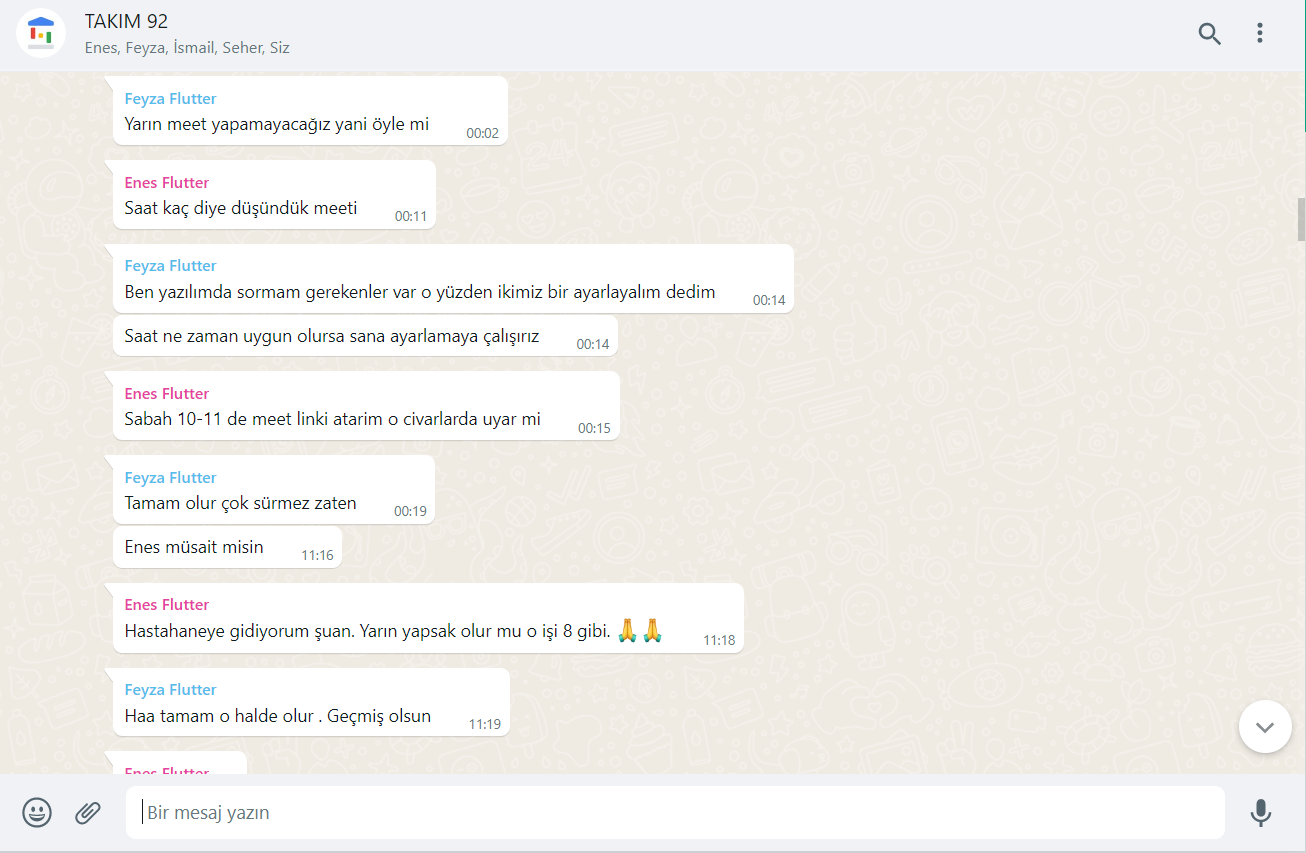 TAKIM 92
Enes, Feyza, İsmail, Seher, Siz
Feyza Flutter
Yarın meet yapamayacağız yani öyle mi
00:02
Enes Flutter
Saat kaç diye düşündük meeti
00:11
Feyza Flutter
Ben yazılımda sormam gerekenler var o yüzden ikimiz bir ayarlayalım dedim
00:14
Saat ne zaman uygun olursa sana ayarlamaya çalışırız
00:14
Enes Flutter
Sabah 10-11 de meet linki atarim o civarlarda uyar mi
00:15
Feyza Flutter
Tamam olur çok sürmez zaten
00:19
Enes müsait misin
11:16
Enes Flutter
Hastahaneye gidiyorum şuan. Yarın yapsak olur mu o işi 8 gibi. 🙏🙏
11:18
Feyza Flutter
Haa tamam o halde olur . Geçmiş olsun
11:19
Enes Flutter
Bir mesaj yazın